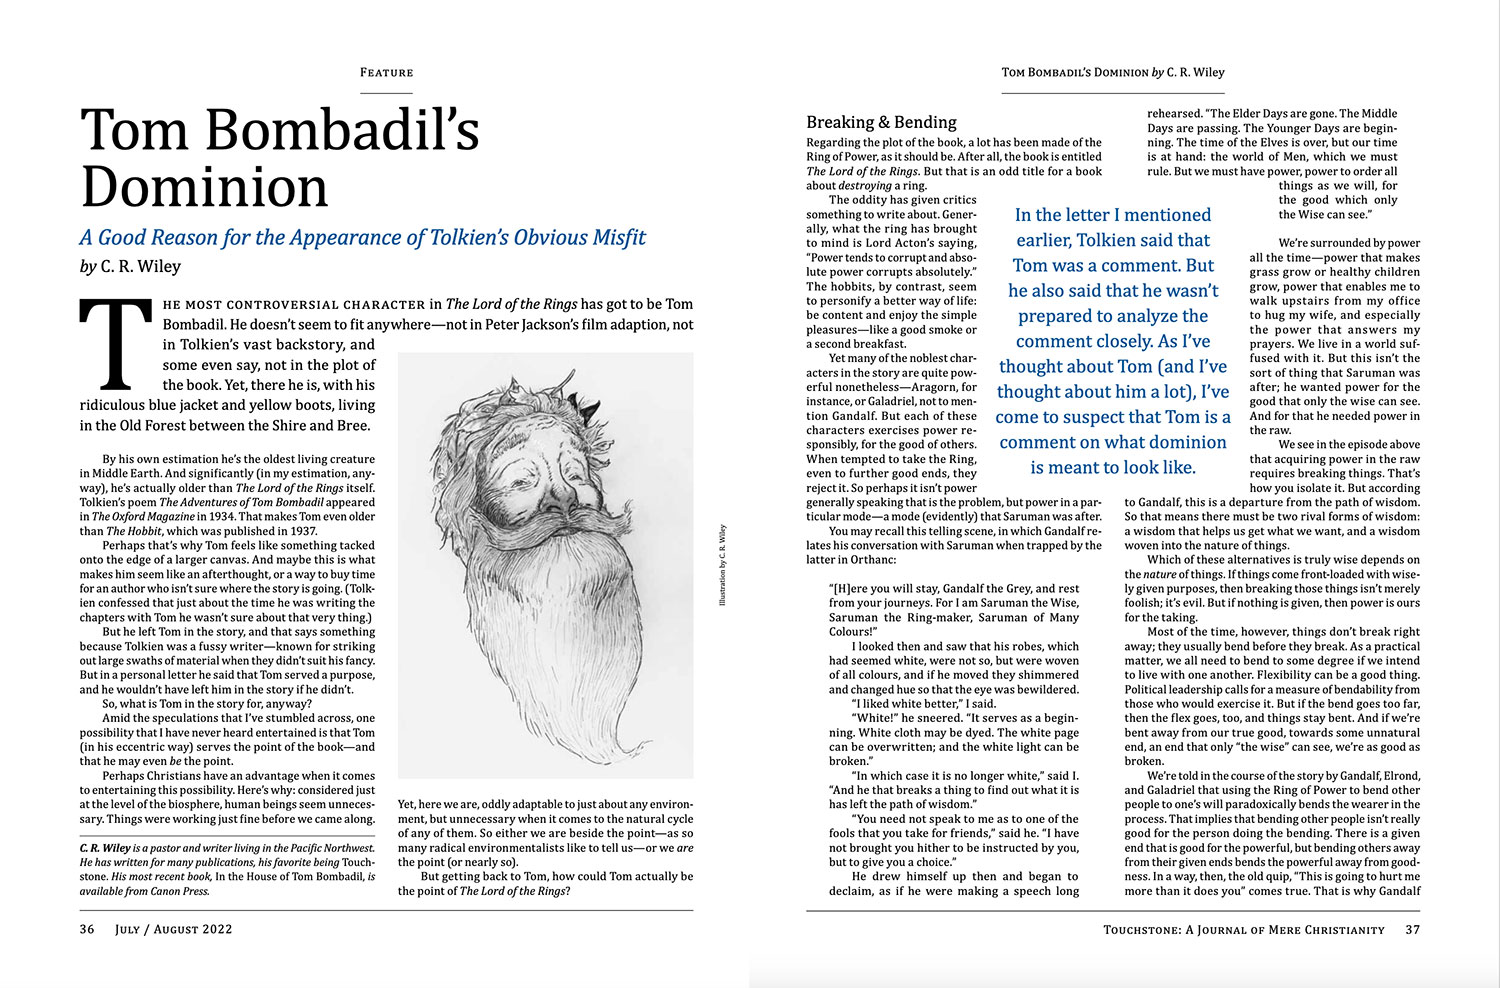 Feature
Tom Bombadil’s
Dominion
A Good Reason for the Appearance of Tolkien’s Obvious Misfit
by C. R. Wiley
The most controversial character in The Lord of the Rings has got to be Tom
Bombadil. He doesn’t seem to fit anywhere—not in Peter Jackson’s film adaption, not
in Tolkien’s vast backstory, and
some even say, not in the plot of
the book. Yet, there he is, with his
ridiculous blue jacket and yellow boots, living
in the Old Forest between the Shire and Bree.
By his own estimation he’s the oldest living creature
in Middle Earth. And significantly (in my estimation, any-
way), he’s actually older than The Lord of the Rings itself.
Tolkien’s poem The Adventures of Tom Bombadil appeared
in The Oxford Magazine in 1934. That makes Tom even older
than The Hobbit, which was published in 1937.
Perhaps that’s why Tom feels like something tacked
onto the edge of a larger canvas. And maybe this is what
makes him seem like an afterthought, or a way to buy time
for an author who isn’t sure where the story is going. (Tolk-
ien confessed that just about the time he was writing the
chapters with Tom he wasn’t sure about that very thing.)
But he left Tom in the story, and that says something
because Tolkien was a fussy writer—known for striking
out large swaths of material when they didn’t suit his fancy.
But in a personal letter he said that Tom served a purpose,
and he wouldn’t have left him in the story if he didn’t.
So, what is Tom in the story for, anyway?
Amid the speculations that I’ve stumbled across, one
possibility that I have never heard entertained is that Tom
(in his eccentric way) serves the point of the book—and
that he may even be the point.
Perhaps Christians have an advantage when it comes
to entertaining this possibility. Here’s why: considered just
at the level of the biosphere, human beings seem unneces-
sary. Things were working just fine before we came along.
C. R. Wiley is a pastor and writer living in the Pacific Northwest.
He has written for many publications, his favorite being Touch-
stone. His most recent book, In the House of Tom Bombadil, is
available from Canon Press.
Illustration by C. R. Wiley
Yet, here we are, oddly adaptable to just about any environ-
ment, but unnecessary when it comes to the natural cycle
of any of them. So either we are beside the point—as so
many radical environmentalists like to tell us—or we are
the point (or nearly so).
But getting back to Tom, how could Tom actually be
the point of The Lord of the Rings?
36 July / August 2022
Tom Bombadil’s Dominion by C. R. Wiley
Breaking & Bending
Regarding the plot of the book, a lot has been made of the
Ring of Power, as it should be. After all, the book is entitled
The Lord of the Rings. But that is an odd title for a book
about destroying a ring.
The oddity has given critics
something to write about. Gener-
ally, what the ring has brought
to mind is Lord Acton’s saying,
“Power tends to corrupt and abso-
lute power corrupts absolutely.”
The hobbits, by contrast, seem
to personify a better way of life:
be content and enjoy the simple
pleasures—like a good smoke or
a second breakfast.
Yet many of the noblest char-
acters in the story are quite pow-
erful nonetheless—Aragorn, for
instance, or Galadriel, not to men-
tion Gandalf. But each of these
characters exercises power re-
sponsibly, for the good of others.
When tempted to take the Ring,
even to further good ends, they
reject it. So perhaps it isn’t power
generally speaking that is the problem, but power in a par-
ticular mode—a mode (evidently) that Saruman was after.
You may recall this telling scene, in which Gandalf re-
lates his conversation with Saruman when trapped by the
latter in Orthanc:
“[H]ere you will stay, Gandalf the Grey, and rest
from your journeys. For I am Saruman the Wise,
Saruman the Ring-maker, Saruman of Many
Colours!”
I looked then and saw that his robes, which
had seemed white, were not so, but were woven
of all colours, and if he moved they shimmered
and changed hue so that the eye was bewildered.
“I liked white better,” I said.
“White!” he sneered. “It serves as a begin-
ning. White cloth may be dyed. The white page
can be overwritten; and the white light can be
broken.”
“In which case it is no longer white,” said I.
“And he that breaks a thing to find out what it is
has left the path of wisdom.”
“You need not speak to me as to one of the
fools that you take for friends,” said he. “I have
not brought you hither to be instructed by you,
but to give you a choice.”
He drew himself up then and began to
declaim, as if he were making a speech long
In the letter I mentioned
earlier, Tolkien said that
Tom was a comment. But
he also said that he wasn’t
prepared to analyze the
comment closely. As I’ve
thought about Tom (and I’ve
thought about him a lot), I’ve
come to suspect that Tom is a
comment on what dominion
is meant to look like.
rehearsed. “The Elder Days are gone. The Middle
Days are passing. The Younger Days are begin-
ning. The time of the Elves is over, but our time
is at hand: the world of Men, which we must
rule. But we must have power, power to order all
things as we will, for
the good which only
the Wise can see.”
We’re surrounded by power
all the time—power that makes
grass grow or healthy children
grow, power that enables me to
walk upstairs from my office
to hug my wife, and especially
the power that answers my
prayers. We live in a world suf-
fused with it. But this isn’t the
sort of thing that Saruman was
after; he wanted power for the
good that only the wise can see.
And for that he needed power in
the raw.
We see in the episode above
that acquiring power in the raw
requires breaking things. That’s
how you isolate it. But according
to Gandalf, this is a departure from the path of wisdom.
So that means there must be two rival forms of wisdom:
a wisdom that helps us get what we want, and a wisdom
woven into the nature of things.
Which of these alternatives is truly wise depends on
the nature of things. If things come front-loaded with wise-
ly given purposes, then breaking those things isn’t merely
foolish; it’s evil. But if nothing is given, then power is ours
for the taking.
Most of the time, however, things don’t break right
away; they usually bend before they break. As a practical
matter, we all need to bend to some degree if we intend
to live with one another. Flexibility can be a good thing.
Political leadership calls for a measure of bendability from
those who would exercise it. But if the bend goes too far,
then the flex goes, too, and things stay bent. And if we’re
bent away from our true good, towards some unnatural
end, an end that only “the wise” can see, we’re as good as
broken.
We’re told in the course of the story by Gandalf, Elrond,
and Galadriel that using the Ring of Power to bend other
people to one’s will paradoxically bends the wearer in the
process. That implies that bending other people isn’t really
good for the person doing the bending. There is a given
end that is good for the powerful, but bending others away
from their given ends bends the powerful away from good-
ness. In a way, then, the old quip, “This is going to hurt me
more than it does you” comes true. That is why Gandalf
Touchstone: A Journal of Mere Christianity 37